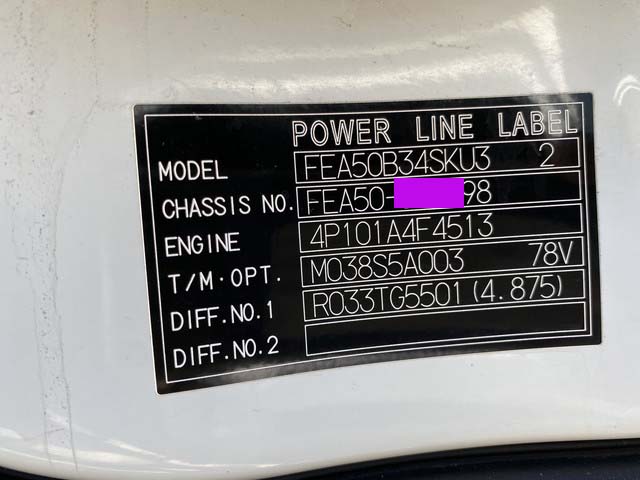 POWER LINE LABEL
MODEL FEA50B34SKU3 2
CHASSIS NO. FEA50- 98
ENGINE 4P101A4F4513
T/M·OPT. M038S5A003 78V
DIFF.NO.1 R033TG5501 (4.875)
DIFF.NO.2